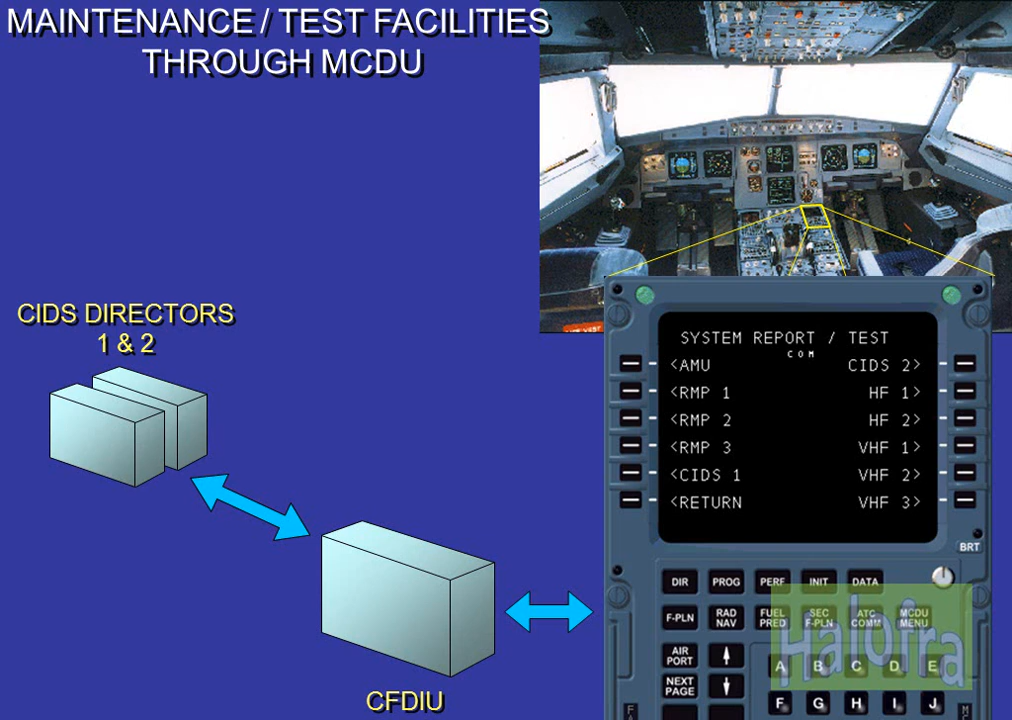 MAINTENANCE / TEST FACILITIES
THROUGH MCDU
CIDS DIRECTORS
1 & 2
CFDIU
SYSTEM REPORT / TEST
COM
<AMU CIDS 2>
<RMP 1 HF 1>
<RMP 2 HF 2>
<RMP 3 VHF 1>
<CIDS 1 VHF 2>
<RETURN VHF 3>
BRT
DIR PROG PERF INIT DATA
F-PLN RAD NAV FUEL PRED SEC F-PLN ATC COMM MCDU MENU
AIR PORT
NEXT PAGE
A B C D E
F G H I J
Halofra